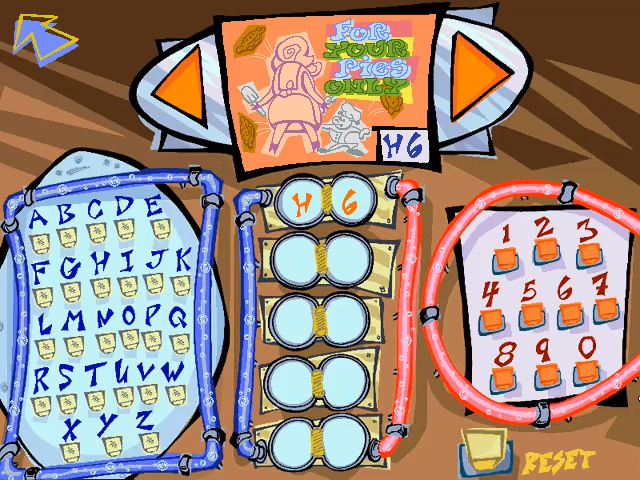 FOR
YOUR
PIES
ONLY
H6
H 6
A B C D E
F G H I J K
L M N O P Q
R S T U V W
X Y Z
1 2 3
4 5 6 7
8 9 0
RESET